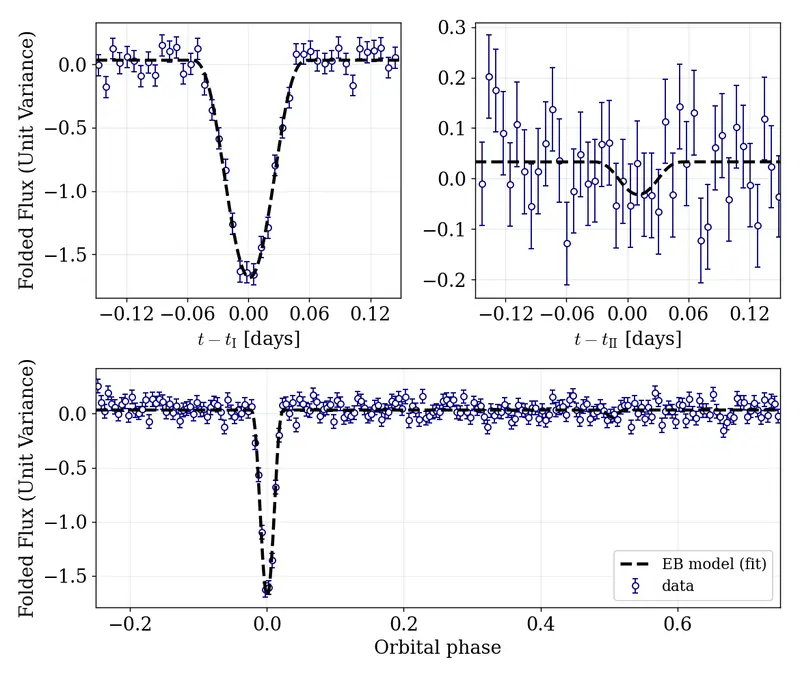 Folded Flux (Unit Variance)
0.0
−0.5
−1.0
−1.5
−0.12 −0.06 0.00 0.06 0.12
t − t_I [days]
0.3
0.2
0.1
0.0
−0.1
−0.2
−0.12 −0.06 0.00 0.06 0.12
t − t_II [days]
Folded Flux (Unit Variance)
0.0
−0.5
−1.0
−1.5
EB model (fit)
data
−0.2 0.0 0.2 0.4 0.6
Orbital phase